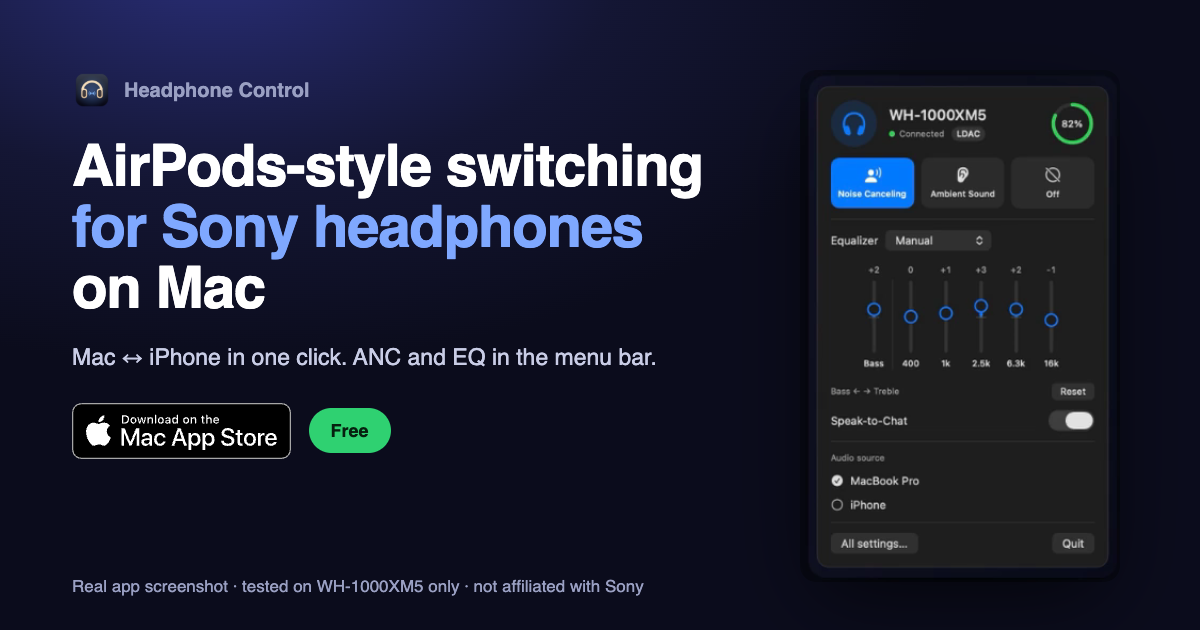 Headphone Control
AirPods-style switching
for Sony headphones
on Mac
Mac ↔ iPhone in one click. ANC and EQ in the menu bar.
Download on the
Mac App Store
Free
Real app screenshot · tested on WH-1000XM5 only · not affiliated with Sony
WH-1000XM5
Connected LDAC
82%
Noise Canceling Ambient Sound Off
Equalizer Manual
+2 0 +1 +3 +2 -1
Bass 400 1k 2.5k 6.3k 16k
Bass ← → Treble Reset
Speak-to-Chat
Audio source
MacBook Pro
iPhone
All settings... Quit